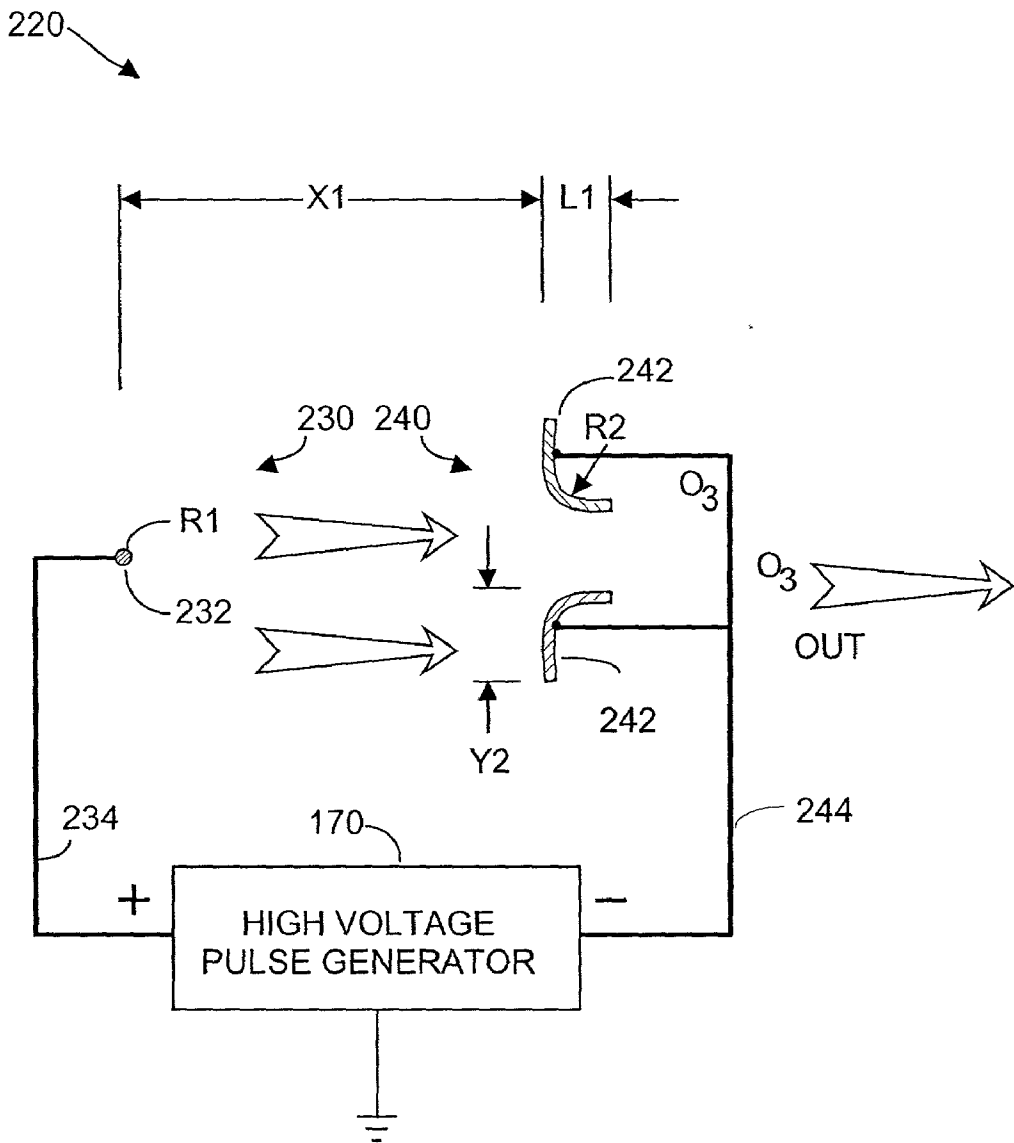 220
X1
L1
242
230
240
R2
O3
R1
232
O3
OUT
242
Y2
234
170
244
+
−
HIGH VOLTAGE
PULSE GENERATOR